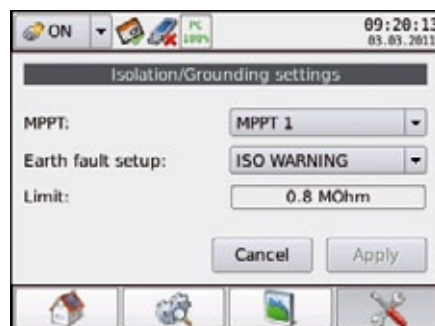 ON
PC
100%
09:20:13
03.03.2011
Isolation/Grounding settings
MPPT:
MPPT 1
Earth fault setup:
ISO WARNING
Limit:
0.8 MOhm
Cancel
Apply